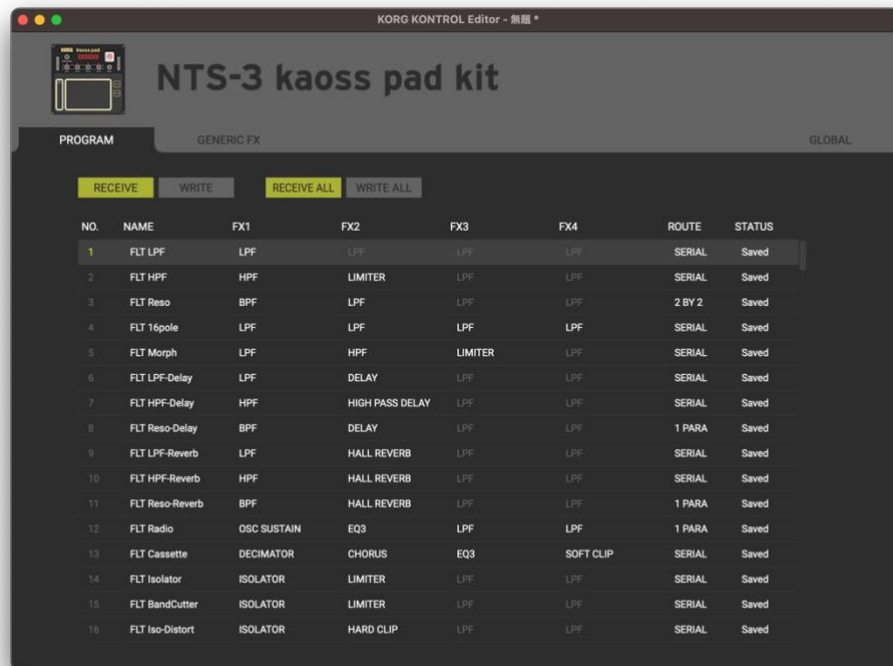 KORG KONTROL Editor - 無題 *
KORG kaoss pad
NTS-3 kaoss pad kit
PROGRAM GENERIC FX GLOBAL
RECEIVE WRITE RECEIVE ALL WRITE ALL
NO. NAME FX1 FX2 FX3 FX4 ROUTE STATUS
1 FLT LPF LPF LPF LPF LPF SERIAL Saved
2 FLT HPF HPF LIMITER LPF LPF SERIAL Saved
3 FLT Reso BPF LPF LPF LPF 2 BY 2 Saved
4 FLT 16pole LPF LPF LPF LPF SERIAL Saved
5 FLT Morph LPF HPF LIMITER LPF SERIAL Saved
6 FLT LPF-Delay LPF DELAY LPF LPF SERIAL Saved
7 FLT HPF-Delay HPF HIGH PASS DELAY LPF LPF SERIAL Saved
8 FLT Reso-Delay BPF DELAY LPF LPF 1 PARA Saved
9 FLT LPF-Reverb LPF HALL REVERB LPF LPF SERIAL Saved
10 FLT HPF-Reverb HPF HALL REVERB LPF LPF SERIAL Saved
11 FLT Reso-Reverb BPF HALL REVERB LPF LPF 1 PARA Saved
12 FLT Radio OSC SUSTAIN EQ3 LPF LPF 1 PARA Saved
13 FLT Cassette DECIMATOR CHORUS EQ3 SOFT CLIP SERIAL Saved
14 FLT Isolator ISOLATOR LIMITER LPF LPF SERIAL Saved
15 FLT BandCutter ISOLATOR LIMITER LPF LPF SERIAL Saved
16 FLT Iso-Distort ISOLATOR HARD CLIP LPF LPF SERIAL Saved